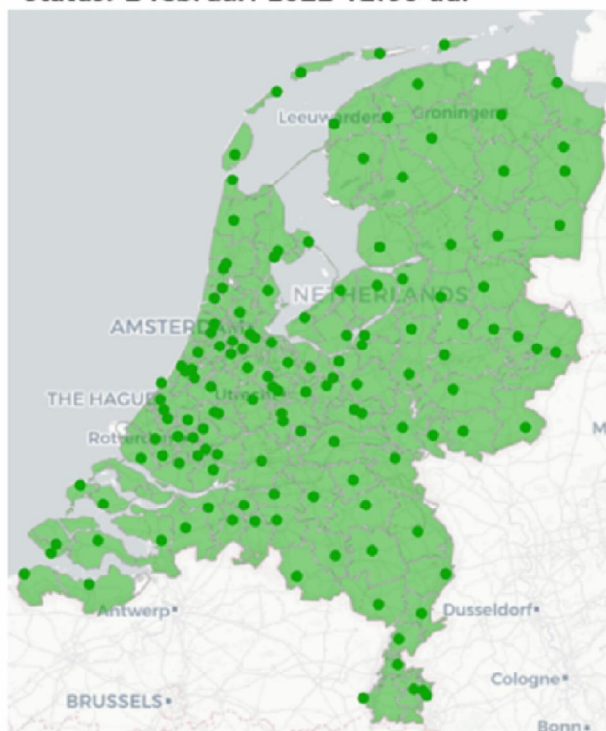 Leeuwarden
Groningen
NETHERLANDS
AMSTERDAM
THE HAGUE
Utrecht
Rotterdam
Antwerp
Dusseldorf
Cologne
BRUSSELS
Bonn